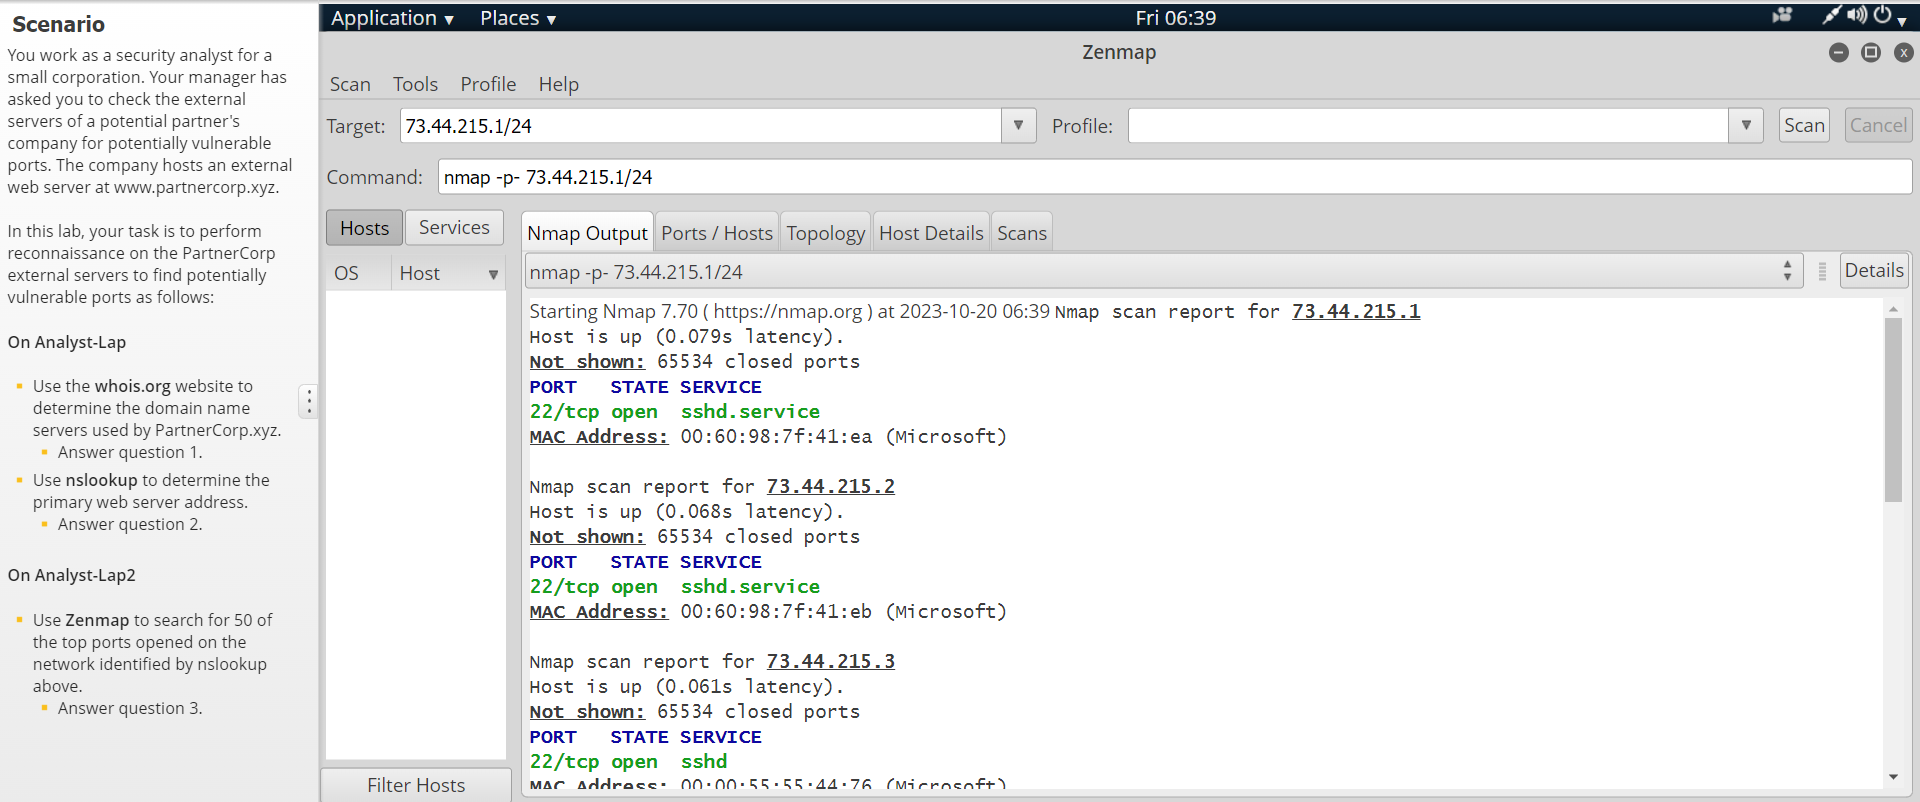 Scenario
You work as a security analyst for a
small corporation. Your manager has
asked you to check the external
servers of a potential partner's
company for potentially vulnerable
ports. The company hosts an external
web server at www.partnercorp.xyz.
In this lab, your task is to perform
reconnaissance on the PartnerCorp
external servers to find potentially
vulnerable ports as follows:
On Analyst-Lap
Use the whois.org website to
determine the domain name
servers used by PartnerCorp.xyz.
Answer question 1.
Use nslookup to determine the
primary web server address.
Answer question 2.
On Analyst-Lap2
Use Zenmap to search for 50 of
the top ports opened on the
network identified by nslookup
above.
Answer question 3.
Application Places Fri 06:39
Zenmap
Scan Tools Profile Help
Target: 73.44.215.1/24 Profile: Scan Cancel
Command: nmap -p- 73.44.215.1/24
Hosts Services
OS Host
Filter Hosts
Nmap Output Ports / Hosts Topology Host Details Scans
nmap -p- 73.44.215.1/24 Details
Starting Nmap 7.70 ( https://nmap.org ) at 2023-10-20 06:39 Nmap scan report for 73.44.215.1
Host is up (0.079s latency).
Not shown: 65534 closed ports
PORT STATE SERVICE
22/tcp open sshd.service
MAC Address: 00:60:98:7f:41:ea (Microsoft)
Nmap scan report for 73.44.215.2
Host is up (0.068s latency).
Not shown: 65534 closed ports
PORT STATE SERVICE
22/tcp open sshd.service
MAC Address: 00:60:98:7f:41:eb (Microsoft)
Nmap scan report for 73.44.215.3
Host is up (0.061s latency).
Not shown: 65534 closed ports
PORT STATE SERVICE
22/tcp open sshd
MAC Address: 00:00:55:55:44:76 (Microsoft)